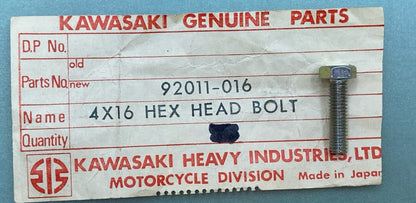 KAWASAKI GENUINE PARTS
D.P No.
old
Parts No. new 92011-016
Name 4X16 HEX HEAD BOLT
Quantity
KAWASAKI HEAVY INDUSTRIES, LTD
MOTORCYCLE DIVISION Made in Japan